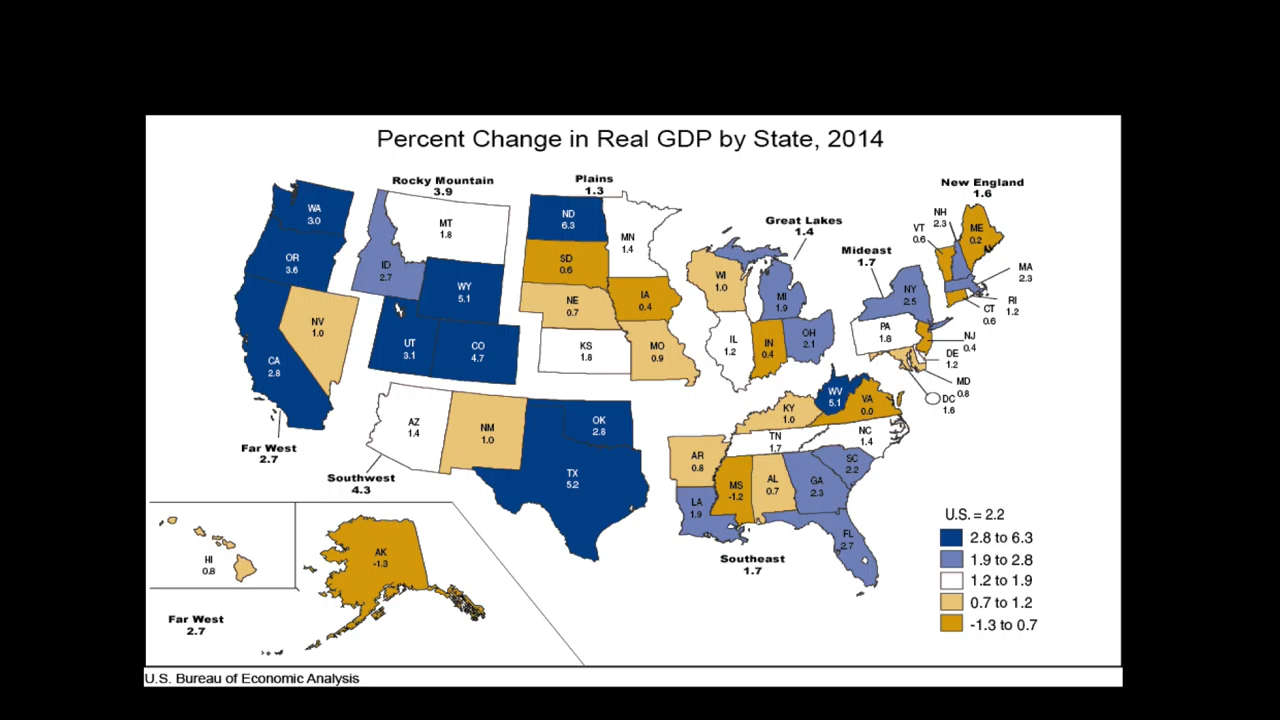 Percent Change in Real GDP by State, 2014
Rocky Mountain
3.9
Plains
1.3
New England
1.6
Great Lakes
1.4
Mideast
1.7
WA
3.0
OR
3.6
CA
2.8
NV
1.0
ID
2.7
MT
1.8
WY
5.1
UT
3.1
CO
4.7
ND
6.3
SD
0.6
NE
0.7
KS
1.8
MN
1.4
IA
0.4
MO
0.9
WI
1.0
IL
1.2
MI
1.9
IN
0.4
OH
2.1
NH
2.3
VT
0.6
ME
0.2
MA
2.3
RI
1.2
CT
0.6
NY
2.5
PA
1.8
NJ
0.4
DE
1.2
MD
0.8
DC
1.6
Far West
2.7
AZ
1.4
NM
1.0
OK
2.8
TX
5.2
Southwest
4.3
AR
0.8
LA
1.9
MS
-1.2
AL
0.7
GA
2.3
FL
2.7
SC
2.2
NC
1.4
TN
1.7
KY
1.0
WV
5.1
VA
0.0
Southeast
1.7
HI
0.8
AK
-1.3
Far West
2.7
U.S. = 2.2
2.8 to 6.3
1.9 to 2.8
1.2 to 1.9
0.7 to 1.2
-1.3 to 0.7
U.S. Bureau of Economic Analysis